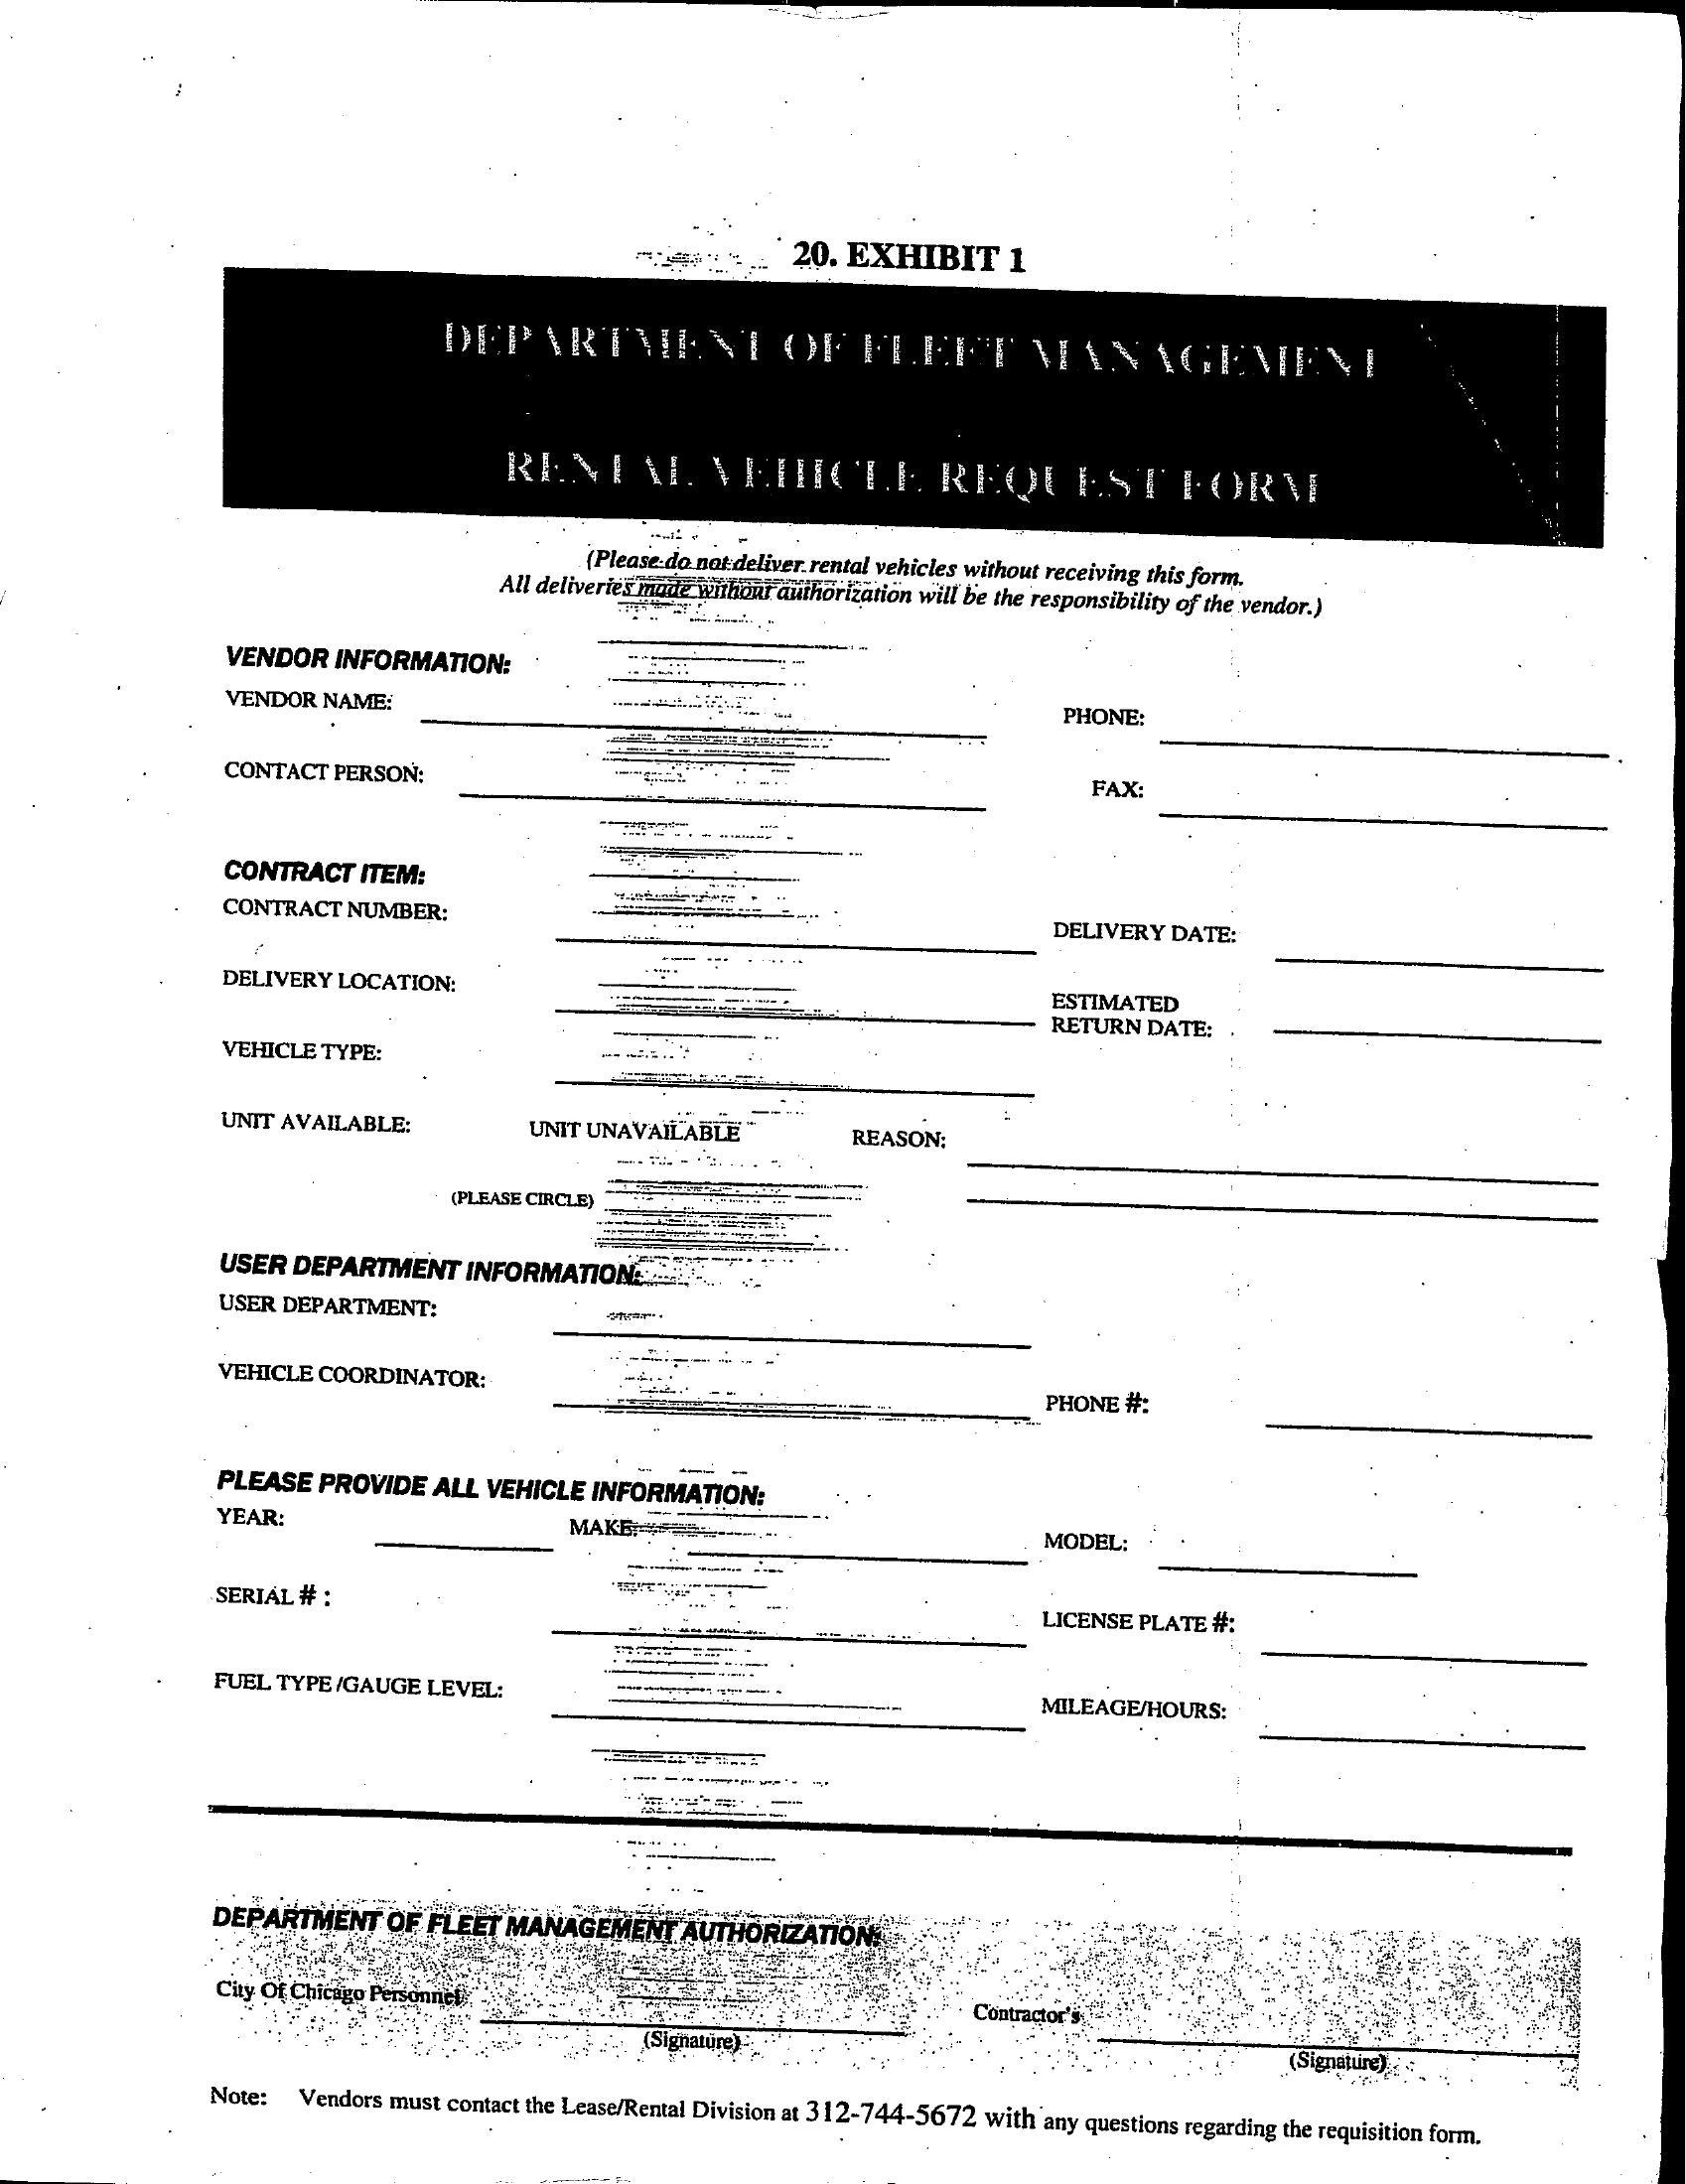 20. EXHIBIT 1
DEPARTMENT OF FLEET MANAGEMENT
RENTAL VEHICLE REQUEST FORM
(Please do not deliver rental vehicles without receiving this form.
All deliveries made without authorization will be the responsibility of the vendor.)
VENDOR INFORMATION:
VENDOR NAME: PHONE:
CONTACT PERSON: FAX:
CONTRACT ITEM:
CONTRACT NUMBER: DELIVERY DATE:
DELIVERY LOCATION: ESTIMATED
RETURN DATE:
VEHICLE TYPE:
UNIT AVAILABLE: UNIT UNAVAILABLE REASON:
(PLEASE CIRCLE)
USER DEPARTMENT INFORMATION:
USER DEPARTMENT:
VEHICLE COORDINATOR: PHONE #:
PLEASE PROVIDE ALL VEHICLE INFORMATION:
YEAR: MAKE: MODEL:
SERIAL # : LICENSE PLATE #:
FUEL TYPE /GAUGE LEVEL: MILEAGE/HOURS:
DEPARTMENT OF FLEET MANAGEMENT AUTHORIZATION:
City Of Chicago Personnel: Contractor's
(Signature) (Signature)
Note: Vendors must contact the Lease/Rental Division at 312-744-5672 with any questions regarding the requisition form.